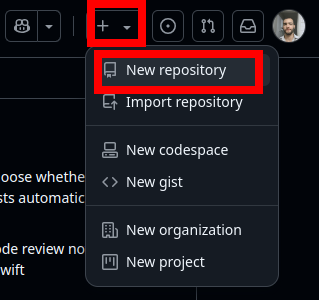 New repository
Import repository
New codespace
oose whethe
New gist
sts automatic
New organization
ode review no
New project
wift